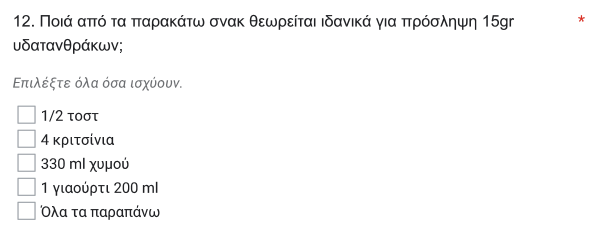 12. Ποιά από τα παρακάτω σνακ θεωρείται ιδανικά για πρόσληψη 15gr *
υδατανθράκων;
Επιλέξτε όλα όσα ισχύουν.
1/2 τοστ
4 κριτσίνια
330 ml χυμού
1 γιαούρτι 200 ml
Όλα τα παραπάνω